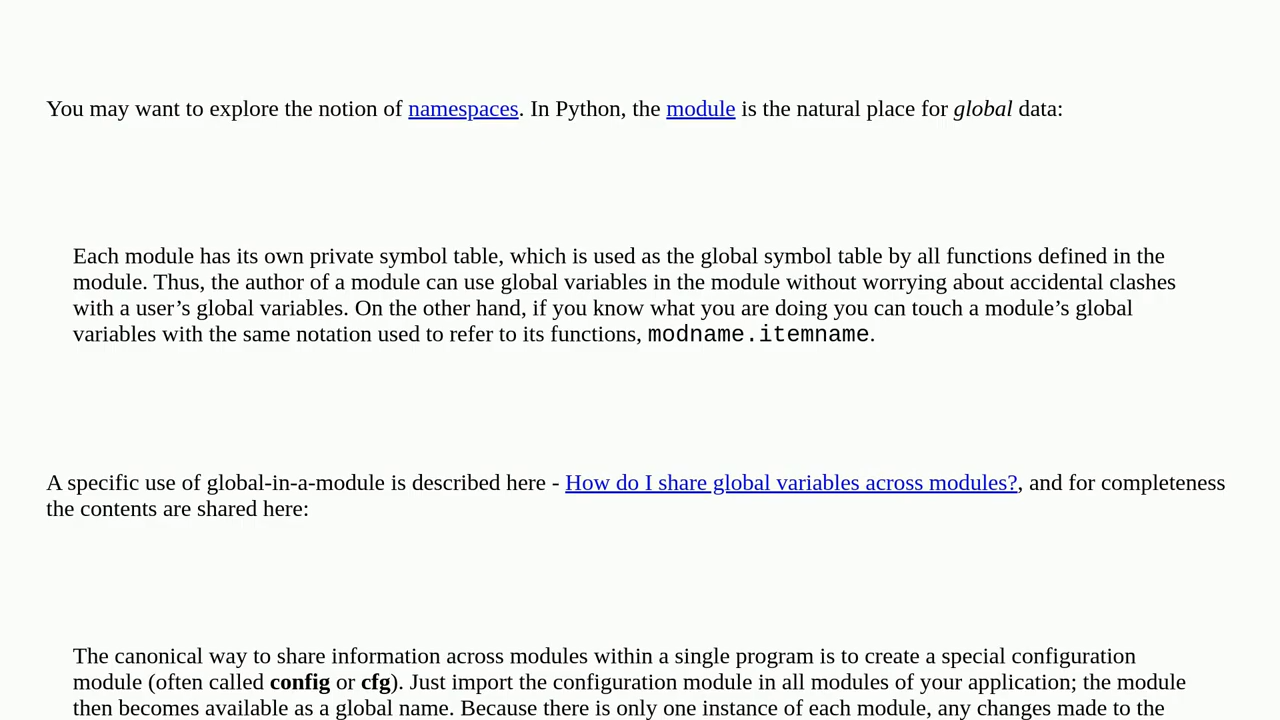 You may want to explore the notion of namespaces. In Python, the module is the natural place for global data:
Each module has its own private symbol table, which is used as the global symbol table by all functions defined in the
module. Thus, the author of a module can use global variables in the module without worrying about accidental clashes
with a user’s global variables. On the other hand, if you know what you are doing you can touch a module’s global
variables with the same notation used to refer to its functions, modname.itemname.
A specific use of global-in-a-module is described here - How do I share global variables across modules?, and for completeness
the contents are shared here:
The canonical way to share information across modules within a single program is to create a special configuration
module (often called config or cfg). Just import the configuration module in all modules of your application; the module
then becomes available as a global name. Because there is only one instance of each module, any changes made to the